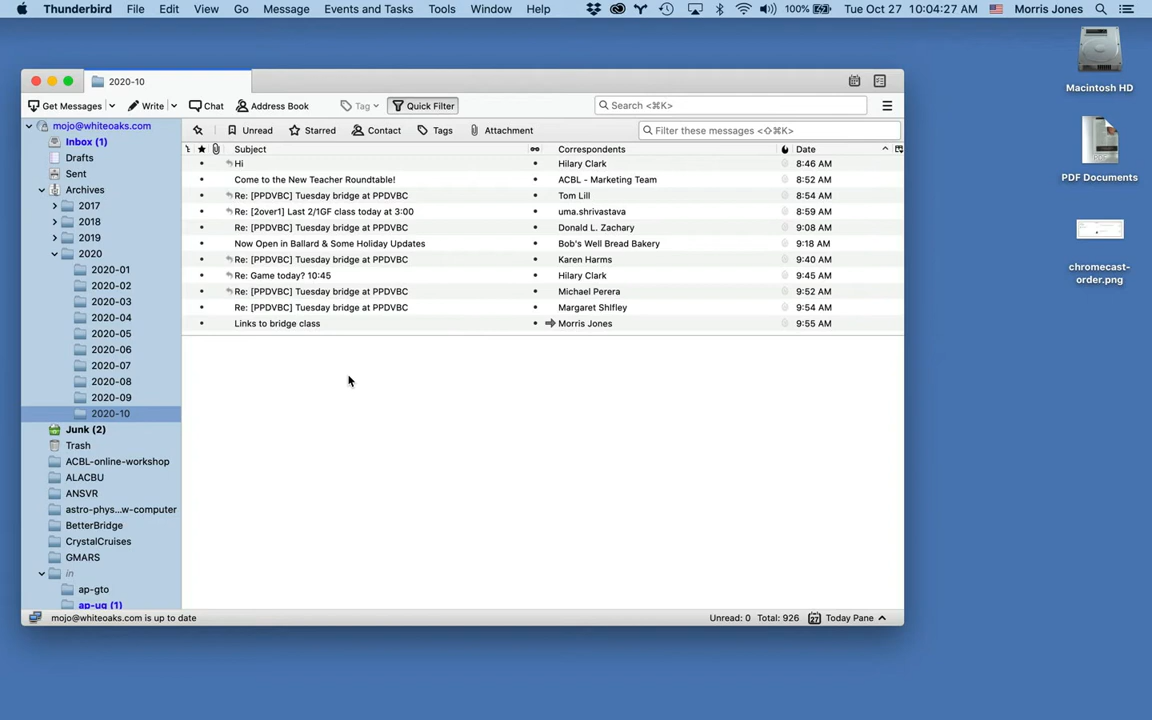 Thunderbird File Edit View Go Message Events and Tasks Tools Window Help 100% Tue Oct 27 10:04:27 AM Morris Jones
Macintosh HD
PDF
PDF Documents
chromecast-
order.png
2020-10
Get Messages Write Chat Address Book Tag Quick Filter Search <⌘K>
Unread Starred Contact Tags Attachment Filter these messages <⇧⌘K>
Subject Correspondents Date
Hi Hilary Clark 8:46 AM
Come to the New Teacher Roundtable! ACBL - Marketing Team 8:52 AM
Re: [PPDVBC] Tuesday bridge at PPDVBC Tom Lill 8:54 AM
Re: [2over1] Last 2/1GF class today at 3:00 uma.shrivastava 8:59 AM
Re: [PPDVBC] Tuesday bridge at PPDVBC Donald L. Zachary 9:08 AM
Now Open in Ballard & Some Holiday Updates Bob's Well Bread Bakery 9:18 AM
Re: [PPDVBC] Tuesday bridge at PPDVBC Karen Harms 9:40 AM
Re: Game today? 10:45 Hilary Clark 9:45 AM
Re: [PPDVBC] Tuesday bridge at PPDVBC Michael Perera 9:52 AM
Re: [PPDVBC] Tuesday bridge at PPDVBC Margaret Shlfley 9:54 AM
Links to bridge class Morris Jones 9:55 AM
mojo@whiteoaks.com
Inbox (1)
Drafts
Sent
Archives
2017
2018
2019
2020
2020-01
2020-02
2020-03
2020-04
2020-05
2020-06
2020-07
2020-08
2020-09
2020-10
Junk (2)
Trash
ACBL-online-workshop
ALACBU
ANSVR
astro-phys...w-computer
BetterBridge
CrystalCruises
GMARS
in
ap-gto
ap-ug (1)
mojo@whiteoaks.com is up to date Unread: 0 Total: 926 27 Today Pane